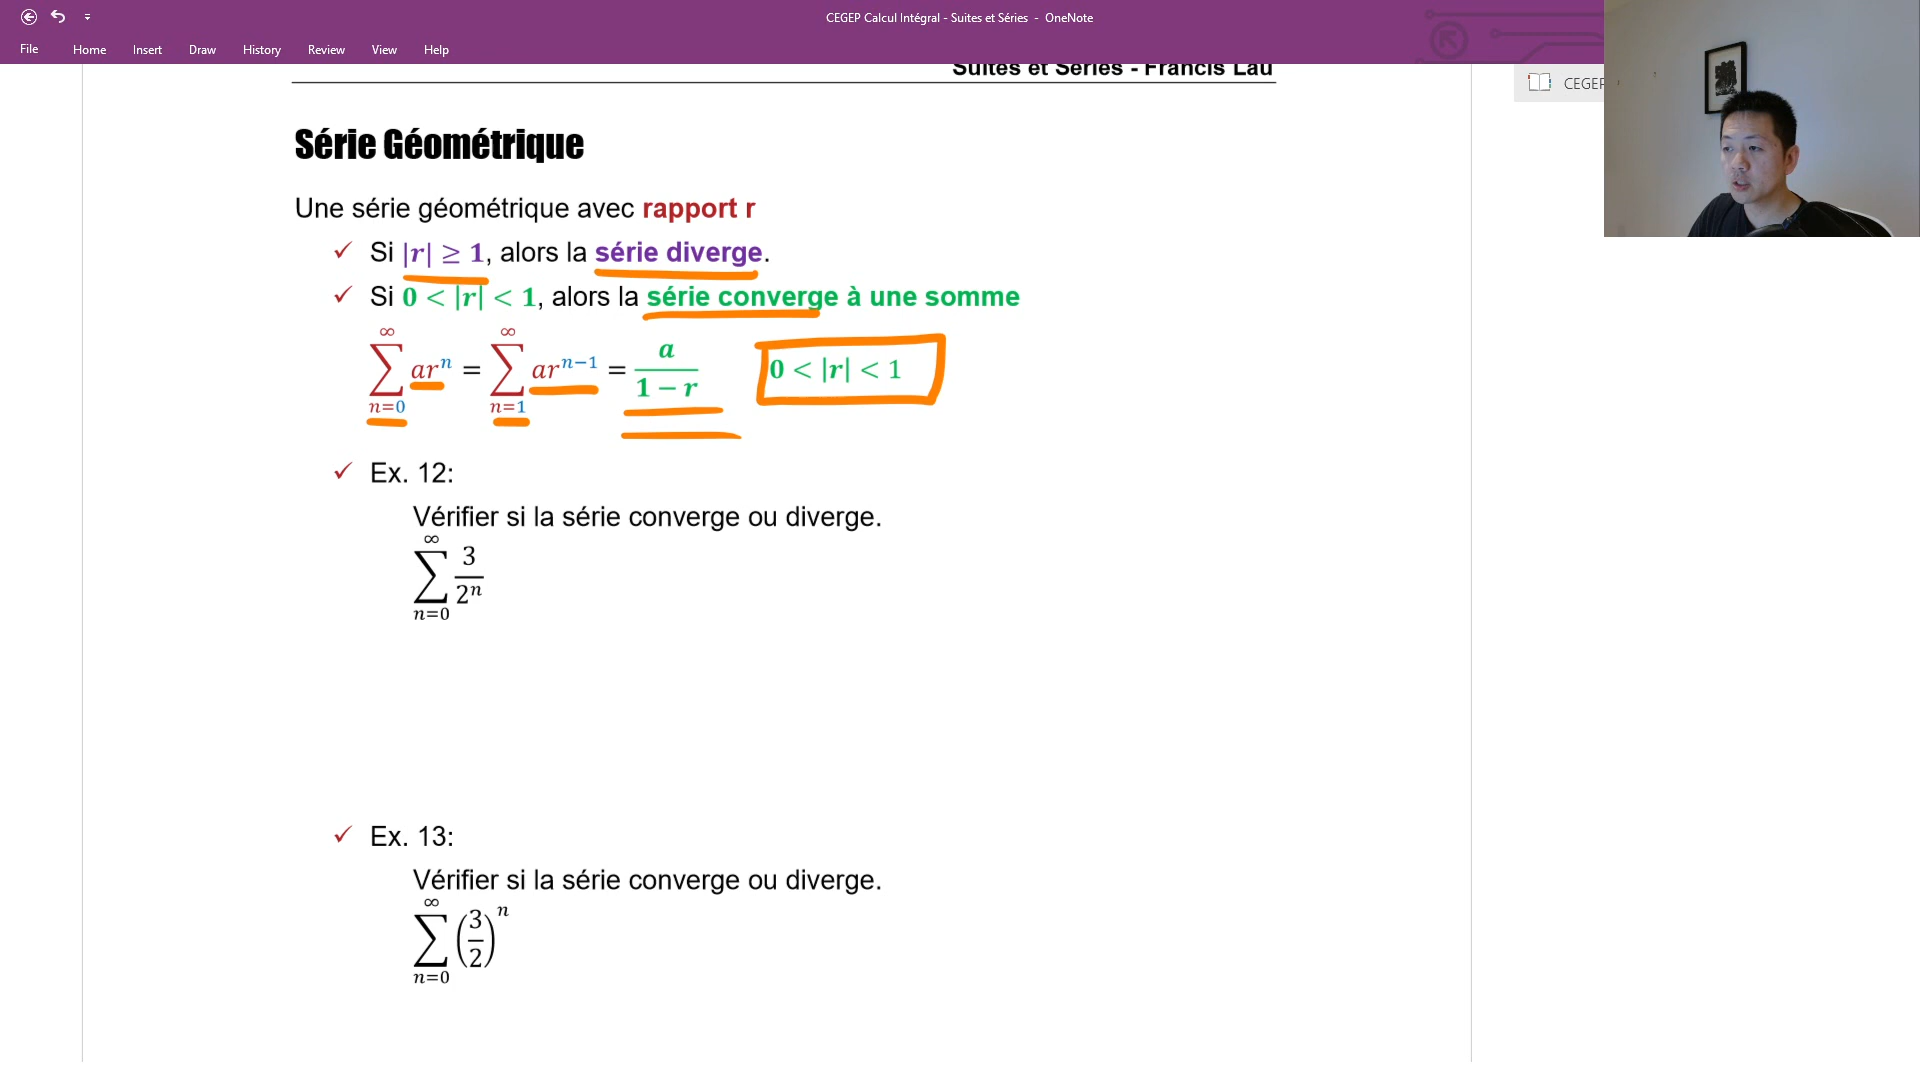 CEGEP Calcul Intégral - Suites et Séries - OneNote
File Home Insert Draw History Review View Help
Suites et Séries - Francis Lau
CEGEP
Série Géométrique
Une série géométrique avec rapport r
✓ Si |r| ≥ 1, alors la série diverge.
✓ Si 0 < |r| < 1, alors la série converge à une somme
∑_{n=0}^{∞} ar^n = ∑_{n=1}^{∞} ar^{n−1} = a/(1 − r) 0 < |r| < 1
✓ Ex. 12:
Vérifier si la série converge ou diverge.
∑_{n=0}^{∞} 3/2^n
✓ Ex. 13:
Vérifier si la série converge ou diverge.
∑_{n=0}^{∞} (3/2)^n